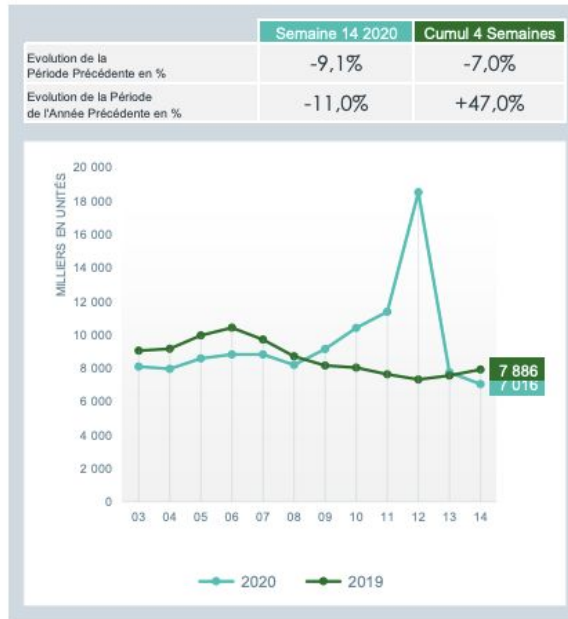 Semaine 14 2020 Cumul 4 Semaines
Evolution de la
Période Précédente en % -9,1% -7,0%
Evolution de la Période
de l'Année Précédente en % -11,0% +47,0%
MILLIERS EN UNITÉS
20 000
18 000
16 000
14 000
12 000
10 000
8 000
6 000
4 000
2 000
0
7 886
7 016
03 04 05 06 07 08 09 10 11 12 13 14
2020 2019